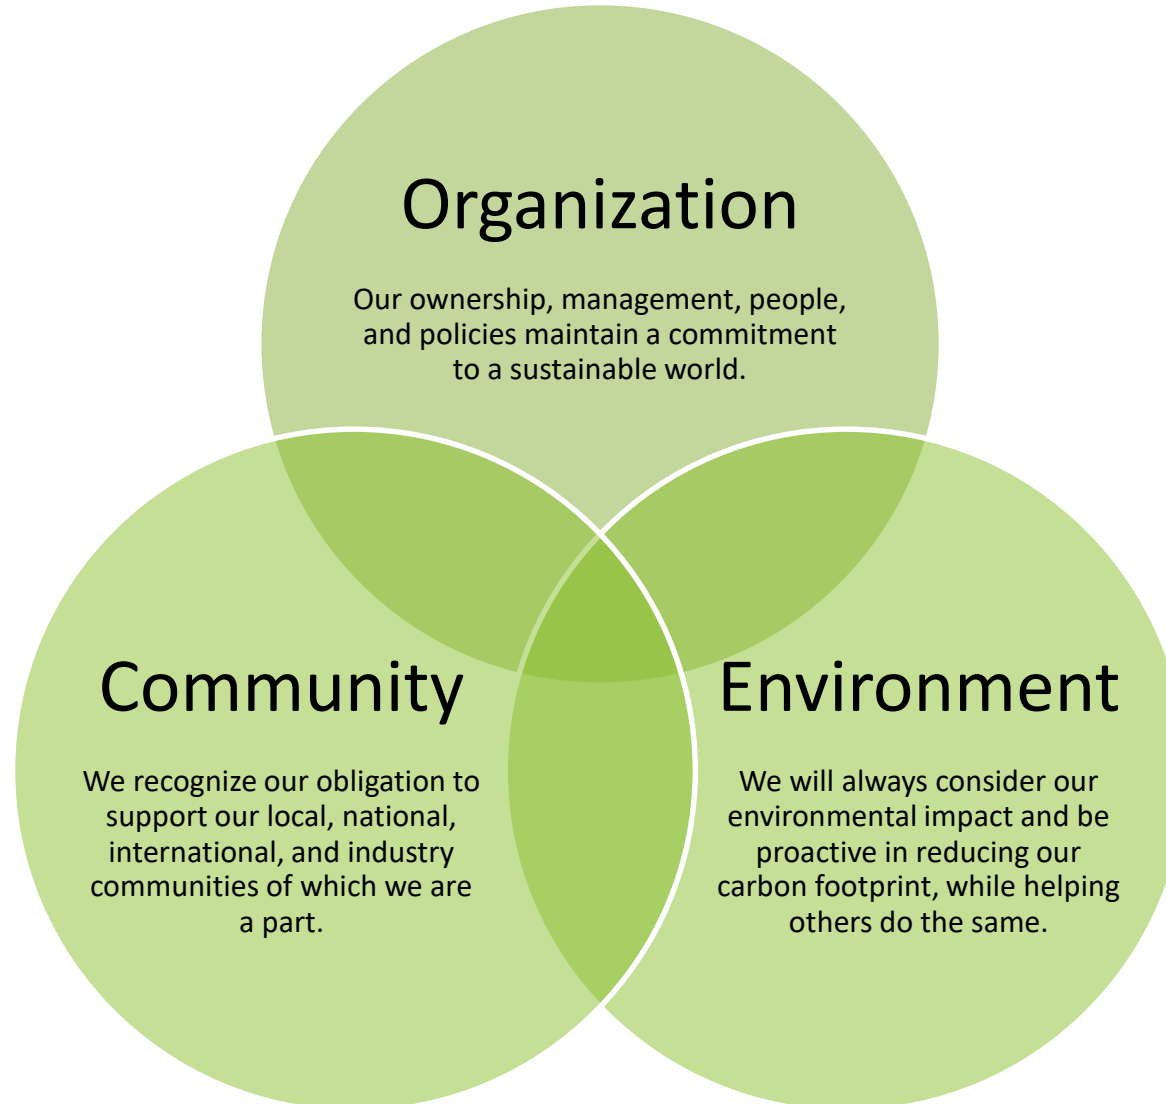 Organization
Our ownership, management, people,
and policies maintain a commitment
to a sustainable world.
Community
We recognize our obligation to
support our local, national,
international, and industry
communities of which we are
a part.
Environment
We will always consider our
environmental impact and be
proactive in reducing our
carbon footprint, while helping
others do the same.